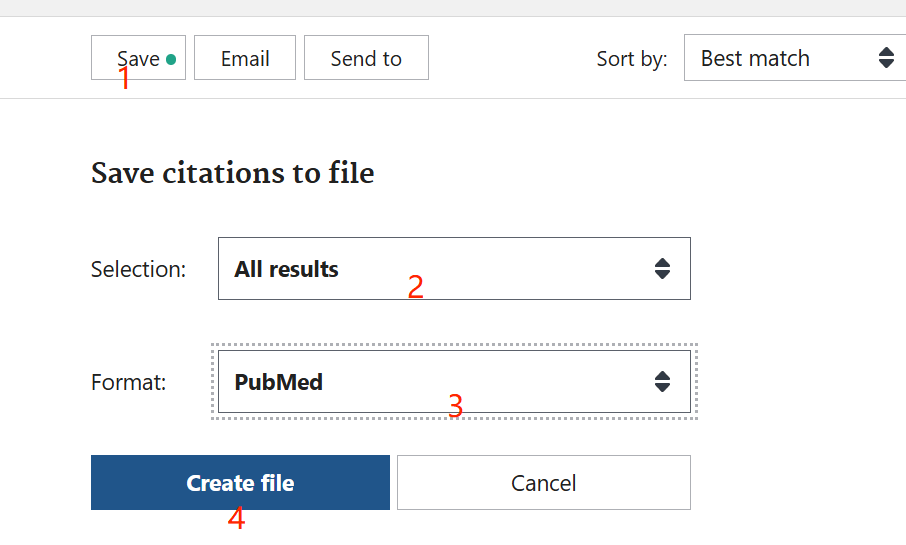 Save Email Send to Sort by: Best match
1
Save citations to file
Selection: All results
2
Format: PubMed
3
Create file Cancel
4